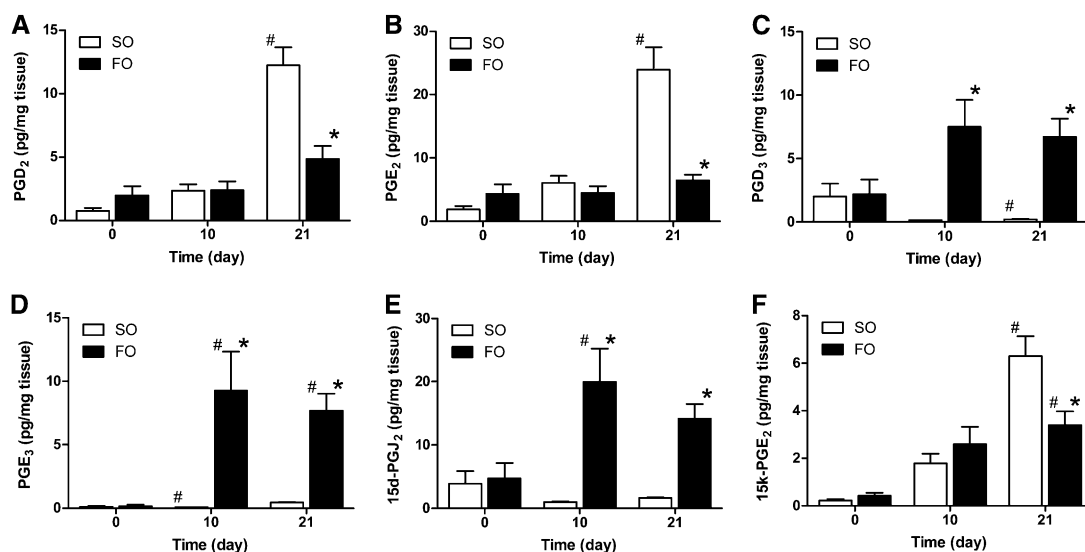 A
PGD2 (pg/mg tissue)
15
10
5
0
SO
FO
#
*
0 10 21
Time (day)
B
PGE2 (pg/mg tissue)
30
20
10
0
SO
FO
#
*
0 10 21
Time (day)
C
PGD3 (pg/mg tissue)
15
10
5
0
SO
FO
*
#
*
0 10 21
Time (day)
D
PGE3 (pg/mg tissue)
15
10
5
0
SO
FO
#
# *
# *
0 10 21
Time (day)
E
15d-PGJ2 (pg/mg tissue)
30
20
10
0
SO
FO
# *
*
0 10 21
Time (day)
F
15k-PGE2 (pg/mg tissue)
8
6
4
2
0
SO
FO
#
# *
0 10 21
Time (day)